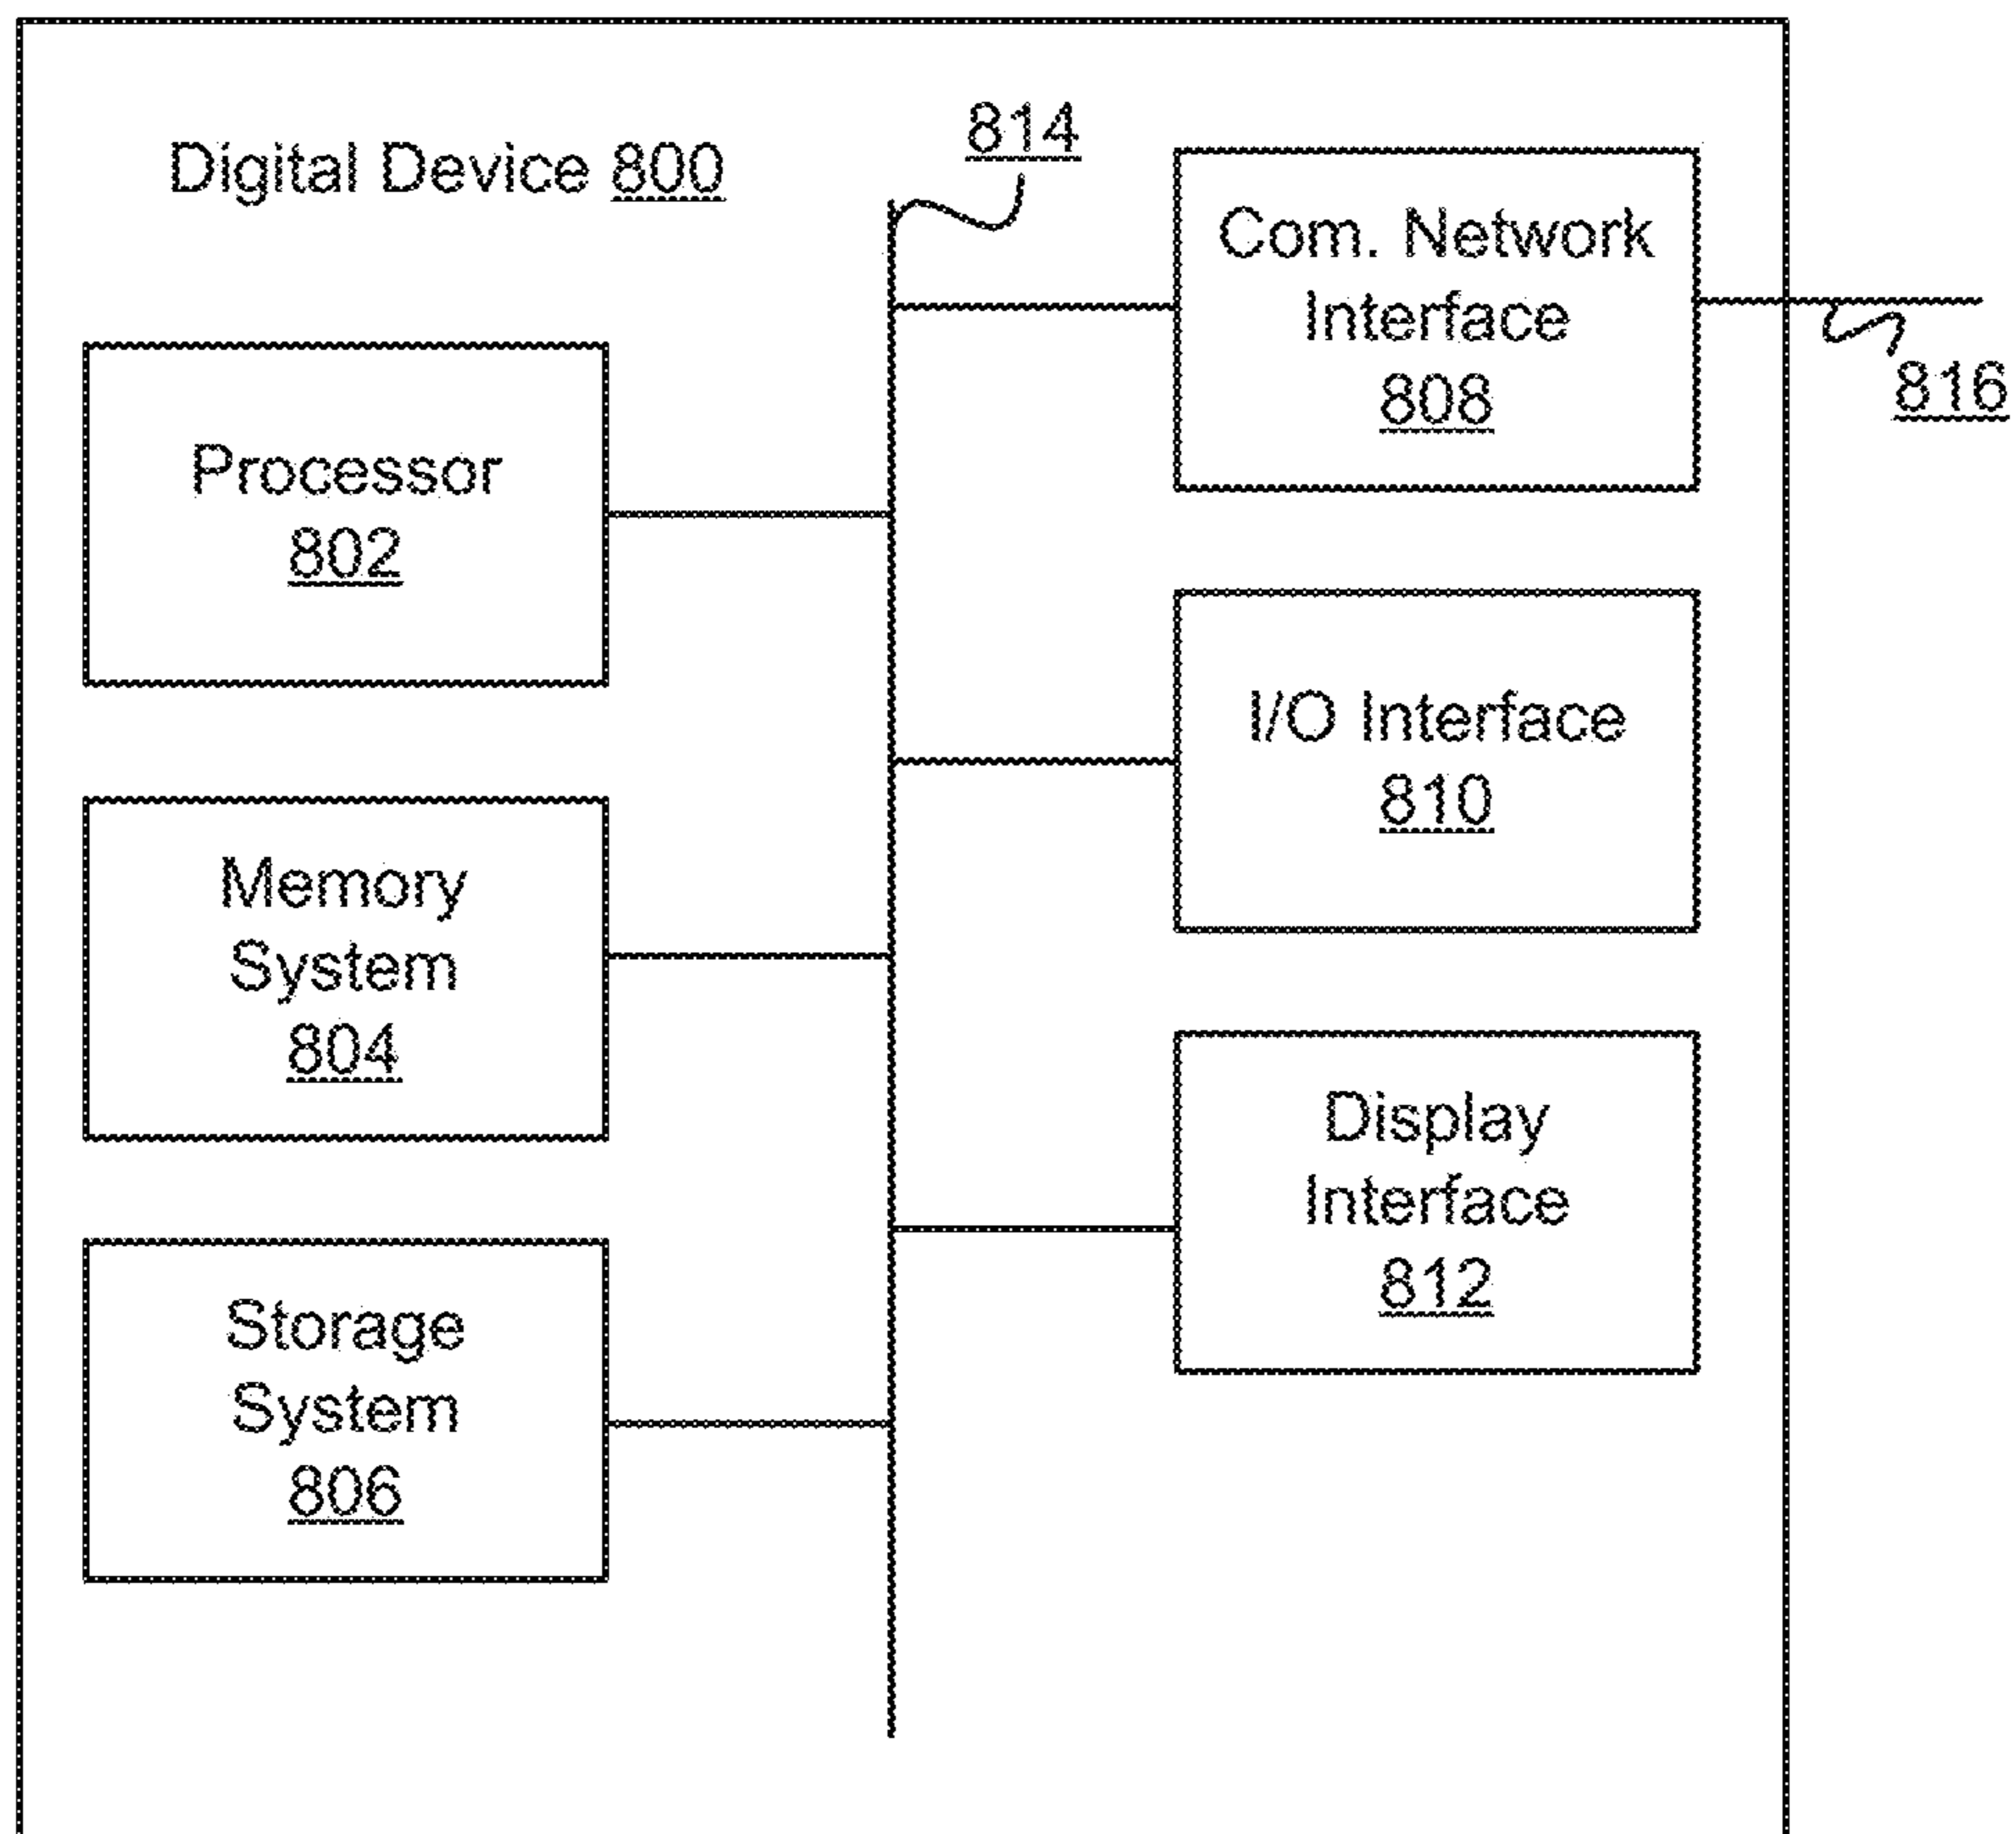 Digital Device 800
814
Com. Network
Interface
808
816
Processor
802
I/O Interface
810
Memory
System
804
Display
Interface
812
Storage
System
806